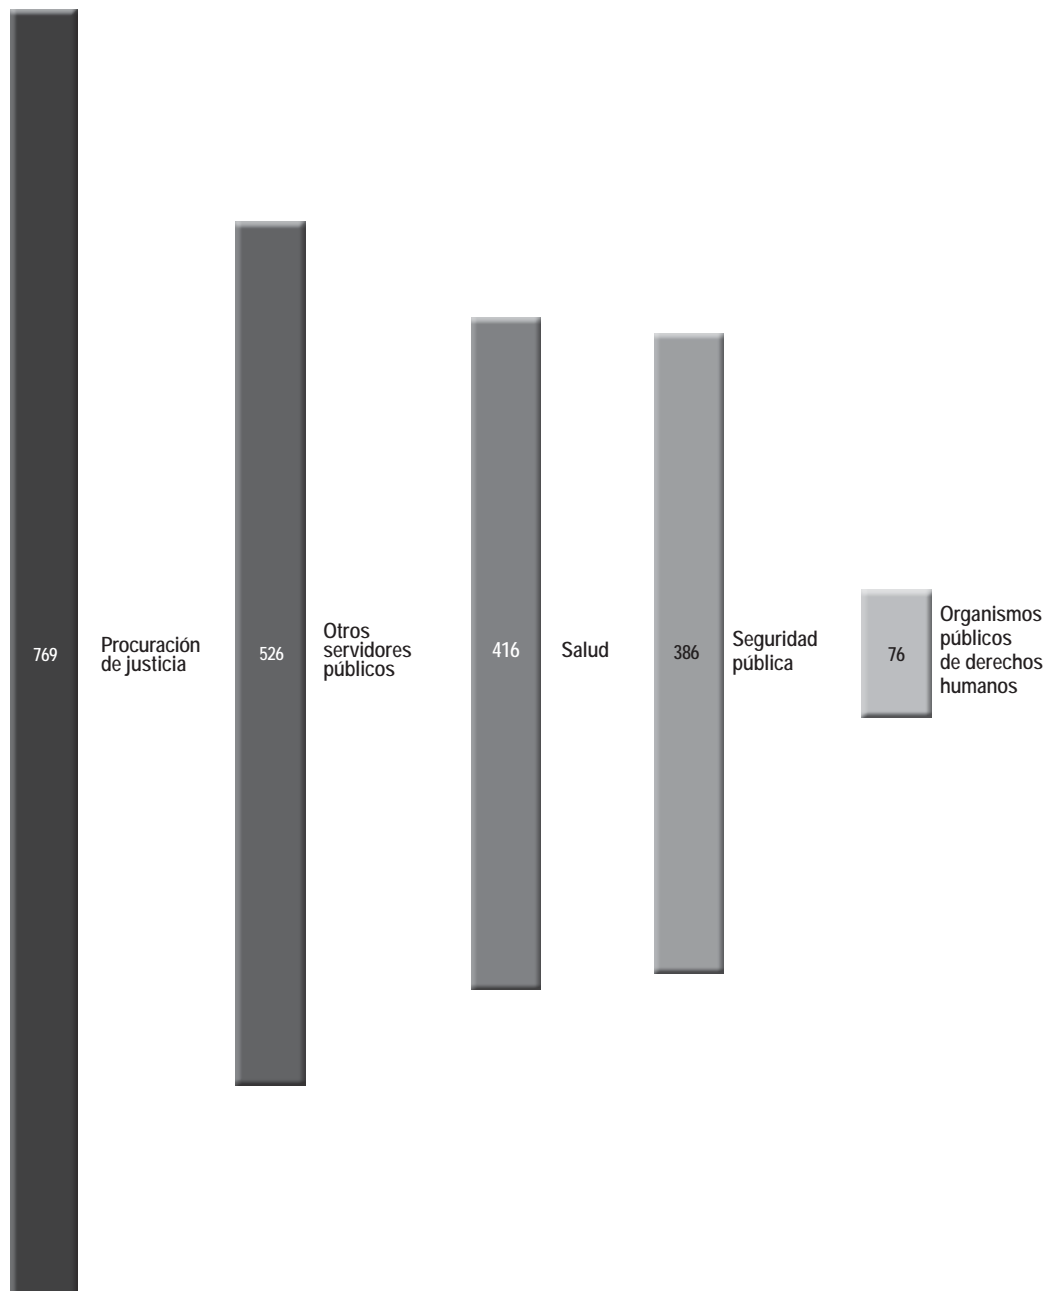 769
Procuración
de justicia
526
Otros
servidores
públicos
416
Salud
386
Seguridad
pública
76
Organismos
públicos
de derechos
humanos